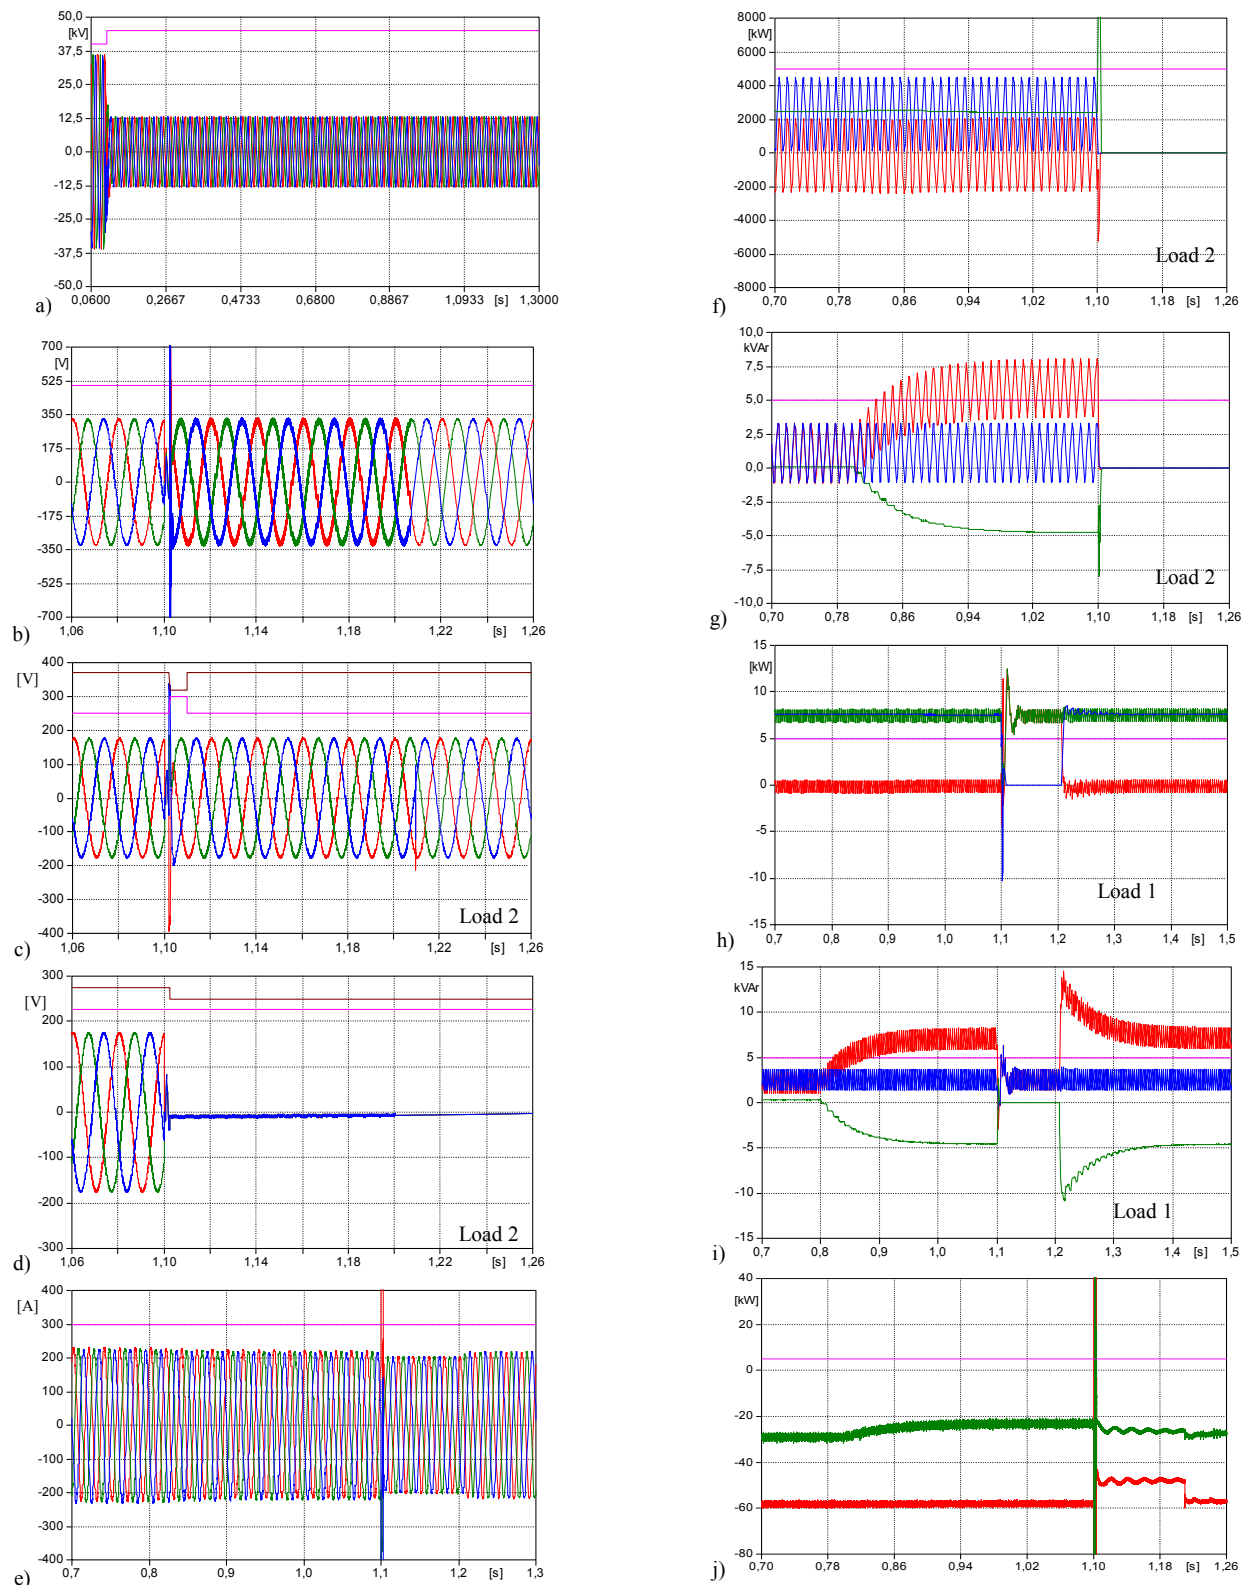 50,0
[kV]
37,5
25,0
12,5
0,0
-12,5
-25,0
-37,5
-50,0
0,0600 0,2667 0,4733 0,6800 0,8867 1,0933 [s] 1,3000
a)
700
[V]
525
350
175
0
-175
-350
-525
-700
1,06 1,10 1,14 1,18 1,22 [s] 1,26
b)
400
[V]
300
200
100
0
-100
-200
-300
-400
Load 2
1,06 1,10 1,14 1,18 [s] 1,22 1,26
c)
300
[V]
200
100
0
-100
-200
-300
Load 2
1,06 1,10 1,14 1,18 1,22 [s] 1,26
d)
400
[A]
300
200
100
0
-100
-200
-300
-400
0,7 0,8 0,9 1,0 1,1 1,2 [s] 1,3
e)
8000
[kW]
6000
4000
2000
0
-2000
-4000
-6000
-8000
Load 2
0,70 0,78 0,86 0,94 1,02 1,10 1,18 [s] 1,26
f)
10,0
kVAr
7,5
5,0
2,5
0,0
-2,5
-5,0
-7,5
-10,0
Load 2
0,70 0,78 0,86 0,94 1,02 1,10 [s] 1,18 1,26
g)
15
[kW]
10
5
0
-5
-10
-15
Load 1
0,7 0,8 0,9 1,0 1,1 1,2 1,3 1,4 [s] 1,5
h)
15
kVAr
10
5
0
-5
-10
-15
Load 1
0,7 0,8 0,9 1,0 1,1 1,2 1,3 1,4 [s] 1,5
i)
40
[kW]
20
0
-20
-40
-60
-80
0,70 0,78 0,86 0,94 1,02 1,10 1,18 [s] 1,26
j)